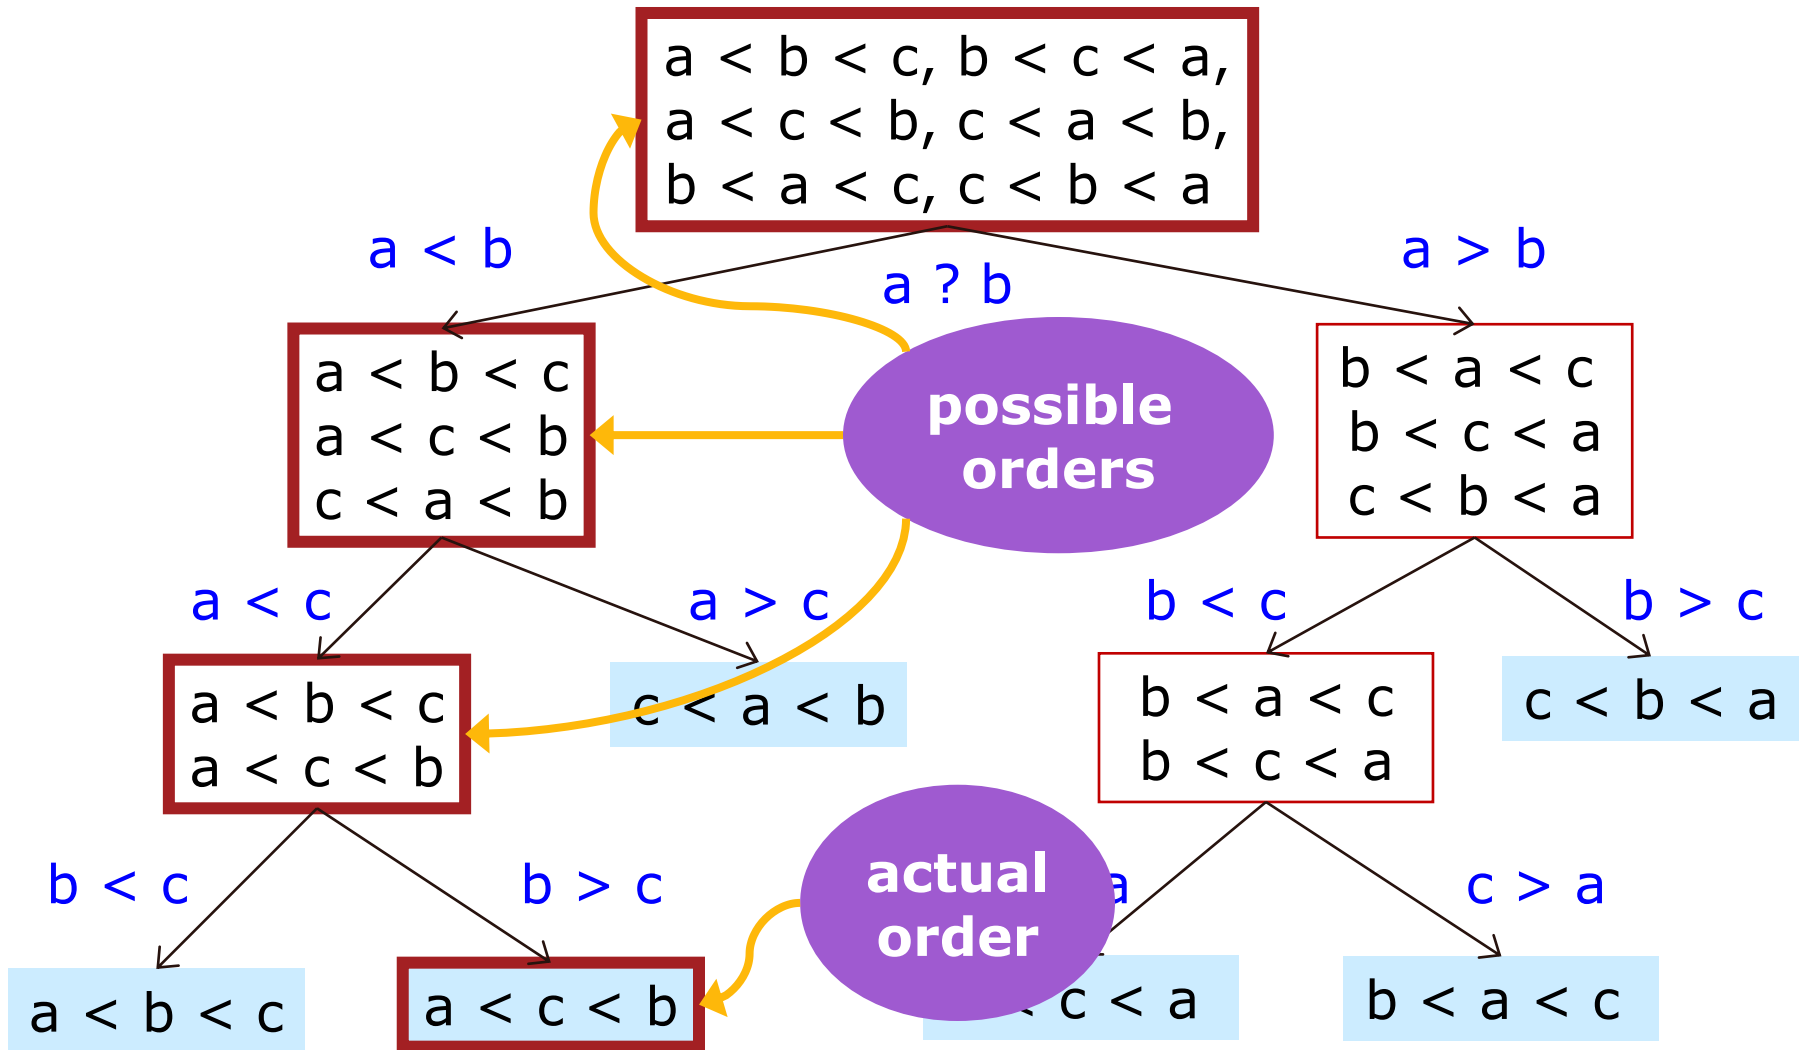 a < b < c, b < c < a,
a < c < b, c < a < b,
b < a < c, c < b < a
a < b
a ? b
a > b
a < b < c
a < c < b
c < a < b
possible
orders
b < a < c
b < c < a
c < b < a
a < c
a > c
b < c
b > c
a < b < c
a < c < b
c < a < b
b < a < c
b < c < a
c < b < a
b < c
b > c
actual
order
a
c > a
a < b < c
a < c < b
< c < a
b < a < c